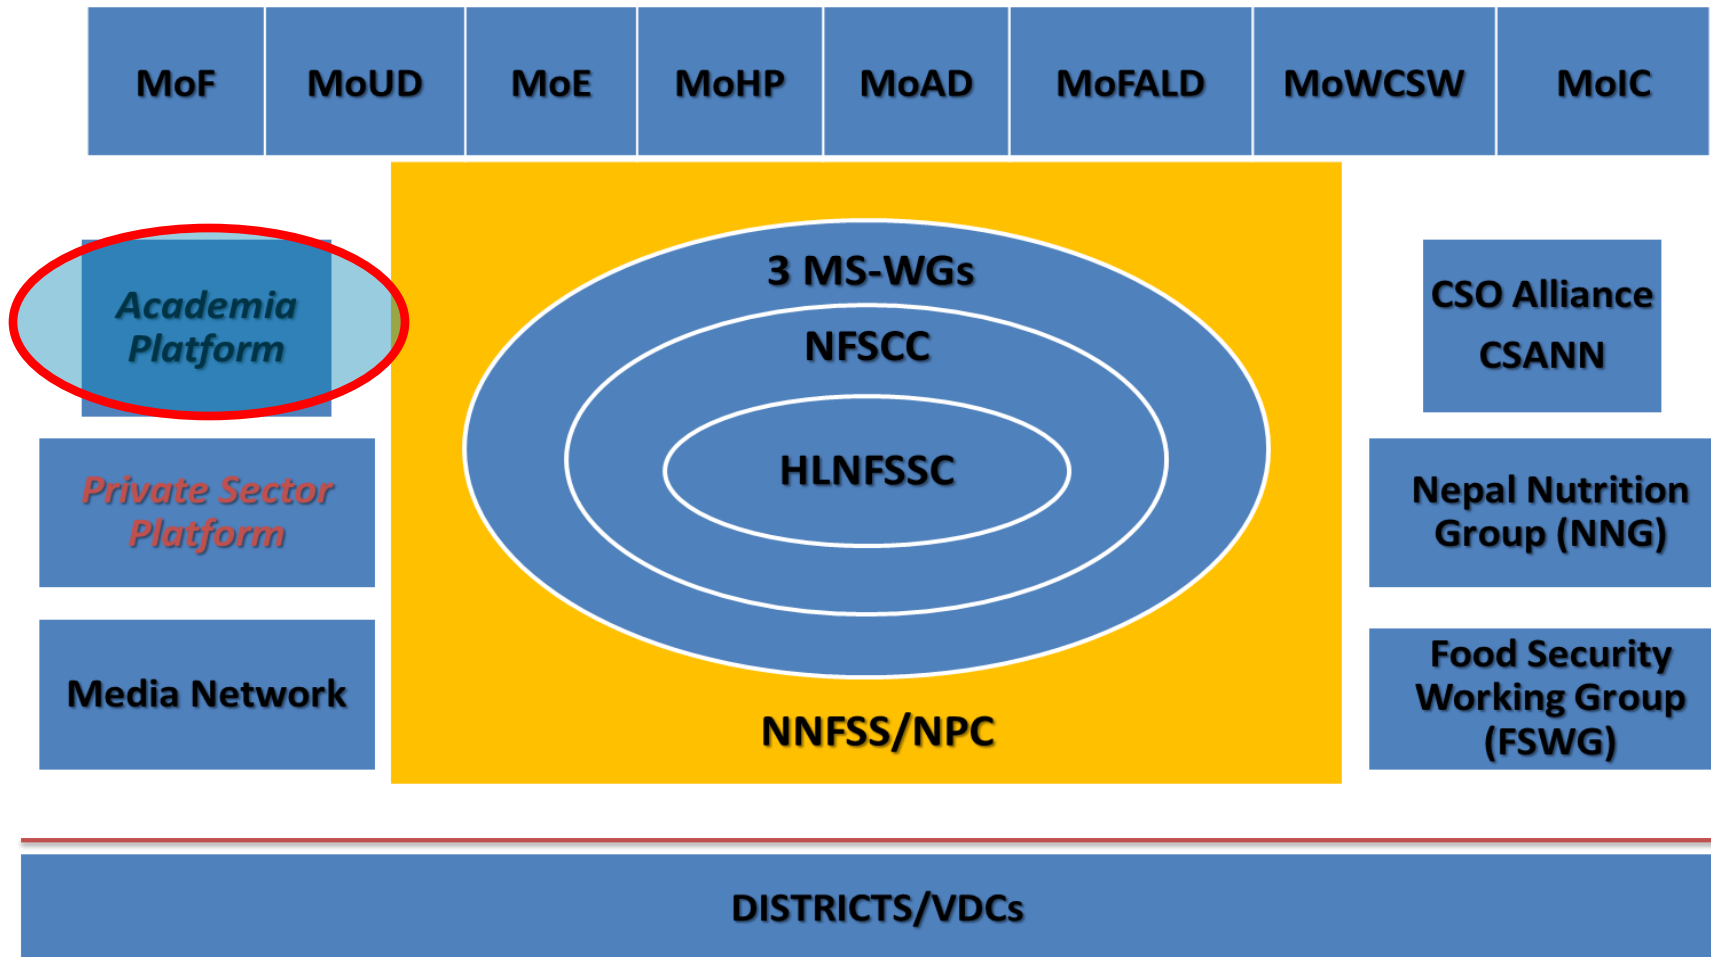 MoF
MoUD
MoE
MoHP
MoAD
MoFALD
MoWCSW
MoIC
Academia
Platform
Private Sector
Platform
Media Network
3 MS-WGs
NFSCC
HLNFSSC
NNFSS/NPC
CSO Alliance
CSANN
Nepal Nutrition
Group (NNG)
Food Security
Working Group
(FSWG)
DISTRICTS/VDCs